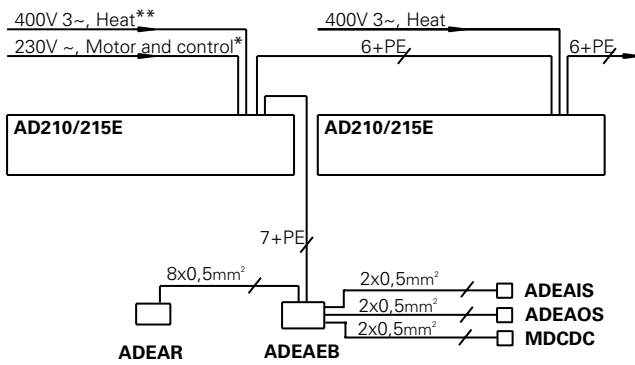 400V 3~, Heat**
400V 3~, Heat
230V ~, Motor and control*
6+PE
6+PE
AD210/215E
AD210/215E
7+PE
8x0,5mm²
2x0,5mm²
ADEAIS
2x0,5mm²
ADEAOS
2x0,5mm²
MDCDC
ADEAR
ADEAEB